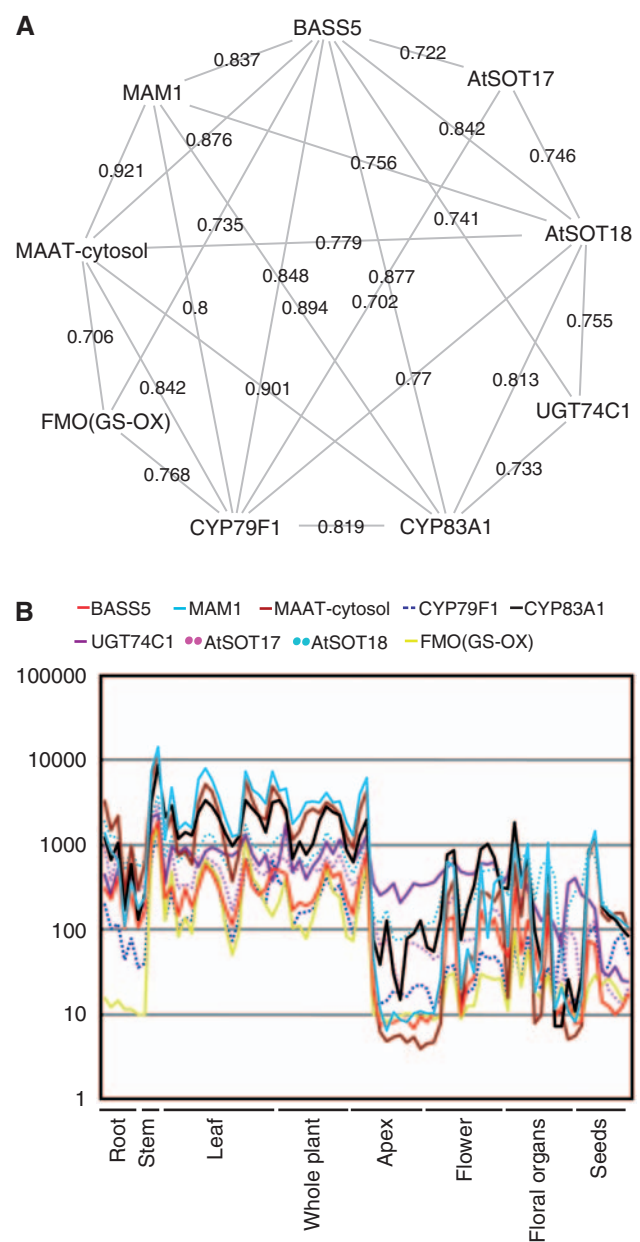 A
BASS5
0.837
0.722
MAM1
AtSOT17
0.876
0.842
0.921
0.756
0.746
0.735
0.741
AtSOT18
MAAT-cytosol
0.779
0.848
0.877
0.8
0.894
0.702
0.706
0.755
0.842
0.901
0.77
0.813
FMO(GS-OX)
UGT74C1
0.768
0.733
CYP79F1
0.819
CYP83A1
B
BASS5 MAM1 MAAT-cytosol CYP79F1 CYP83A1
UGT74C1 AtSOT17 AtSOT18 FMO(GS-OX)
100000
10000
1000
100
10
1
Root
Stem
Leaf
Whole plant
Apex
Flower
Floral organs
Seeds